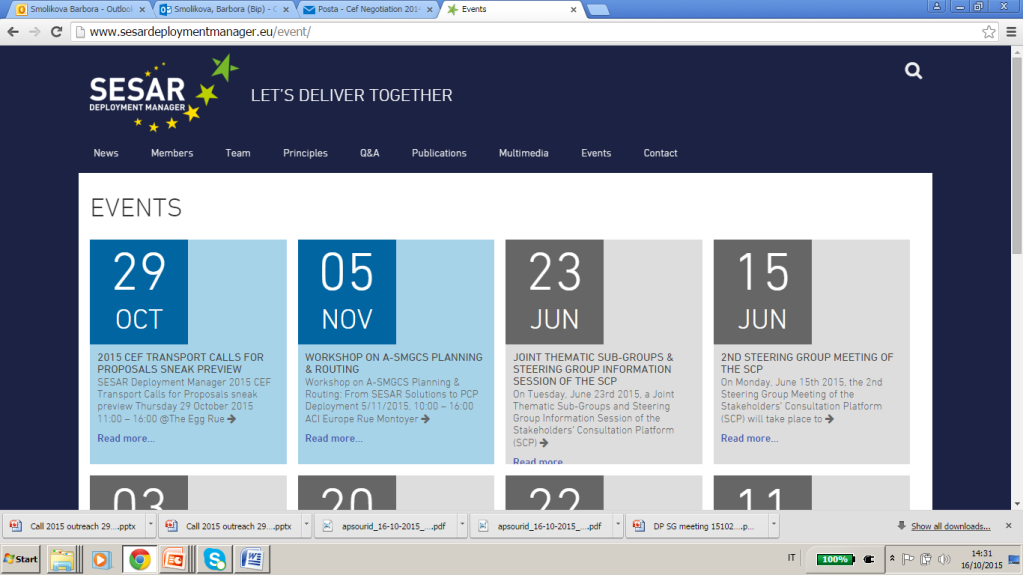 Smolikova Barbora - Outlool
Smolikova, Barbora (Bip) - C
Posta - Cef Negotiation 201
Events
www.sesardeploymentmanager.eu/event/
SESAR
DEPLOYMENT MANAGER
LET'S DELIVER TOGETHER
News Members Team Principles Q&A Publications Multimedia Events Contact
EVENTS
29
OCT
2015 CEF TRANSPORT CALLS FOR
PROPOSALS SNEAK PREVIEW
SESAR Deployment Manager 2015 CEF
Transport Calls for Proposals sneak
preview Thursday 29 October 2015
11:00 – 16:00 @The Egg Rue
Read more...
05
NOV
WORKSHOP ON A-SMGCS PLANNING
& ROUTING
Workshop on A-SMGCS Planning &
Routing: From SESAR Solutions to PCP
Deployment 5/11/2015, 10:00 – 16:00
ACI Europe Rue Montoyer
Read more...
23
JUN
JOINT THEMATIC SUB-GROUPS &
STEERING GROUP INFORMATION
SESSION OF THE SCP
On Tuesday, June 23rd 2015, a Joint
Thematic Sub-Groups and Steering
Group Information Session of the
Stakeholders' Consultation Platform
(SCP)
Read more
15
JUN
2ND STEERING GROUP MEETING OF
THE SCP
On Monday, June 15th 2015, the 2nd
Steering Group Meeting of the
Stakeholders' Consultation Platform
(SCP) will take place to
Read more...
03 20 22 11
Call 2015 outreach 29....pptx
Call 2015 outreach 29....pptx
apsourid_16-10-2015_....pdf
apsourid_16-10-2015_....pdf
DP SG meeting 15102....p...
Show all downloads...
Start
IT
100%
14:31
16/10/2015